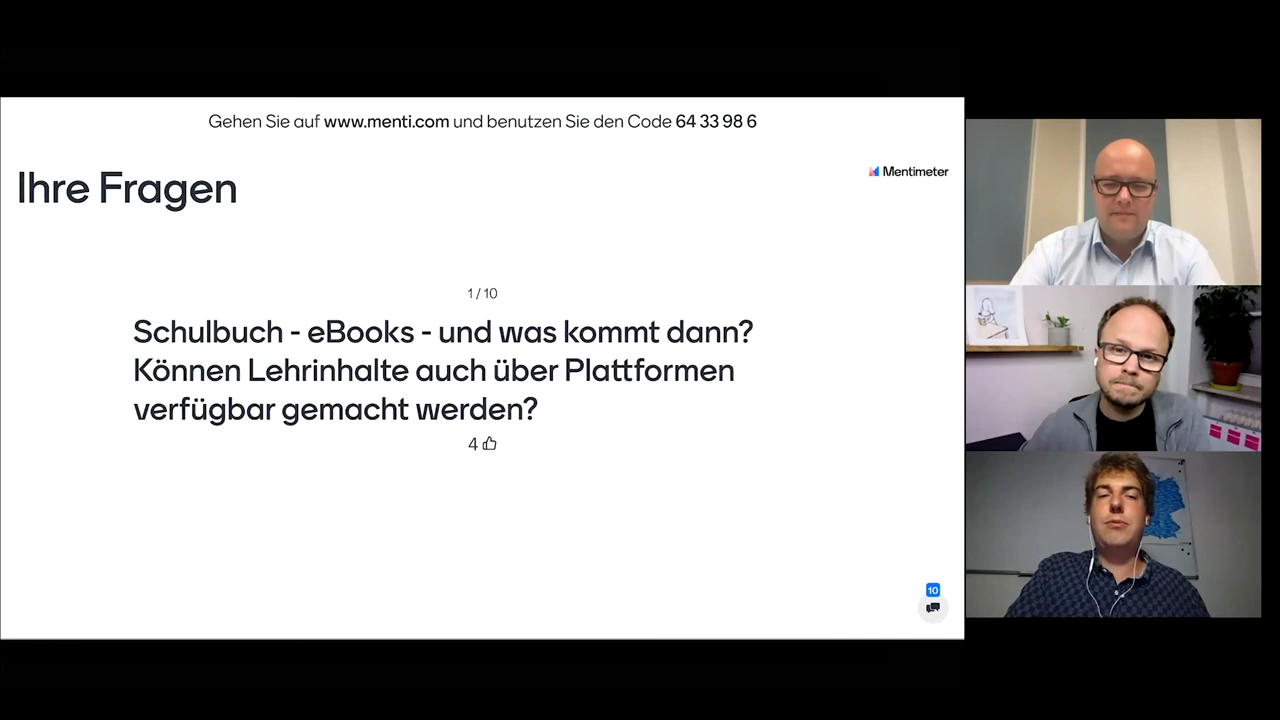 Gehen Sie auf www.menti.com und benutzen Sie den Code 64 33 98 6
Mentimeter
Ihre Fragen
1 / 10
Schulbuch - eBooks - und was kommt dann?
Können Lehrinhalte auch über Plattformen
verfügbar gemacht werden?
4
10